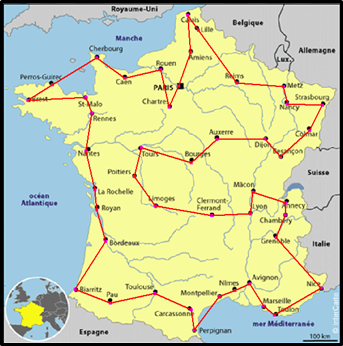 Royaume-Uni
Belgique
Calais
Lille
Manche
Allemagne
Cherbourg
Amiens
Lux.
Rouen
Perros-Guirec
Caen
Reims
Metz
PARIS
Brest
St-Malo
Chartres
Nancy
Strasbourg
Rennes
Colmar
Auxerre
Dijon
Nantes
Tours
Bourges
Besançon
Poitiers
Suisse
océan
Atlantique
La Rochelle
Mâcon
Annecy
Royan
Limoges
Clermont-
Ferrand
Lyon
Chambéry
Grenoble
Italie
Bordeaux
Avignon
Biarritz
Pau
Toulouse
Montpellier
Nîmes
Nice
Marseille
Toulon
Carcassonne
Perpignan
Espagne
mer Méditerranée
100 km